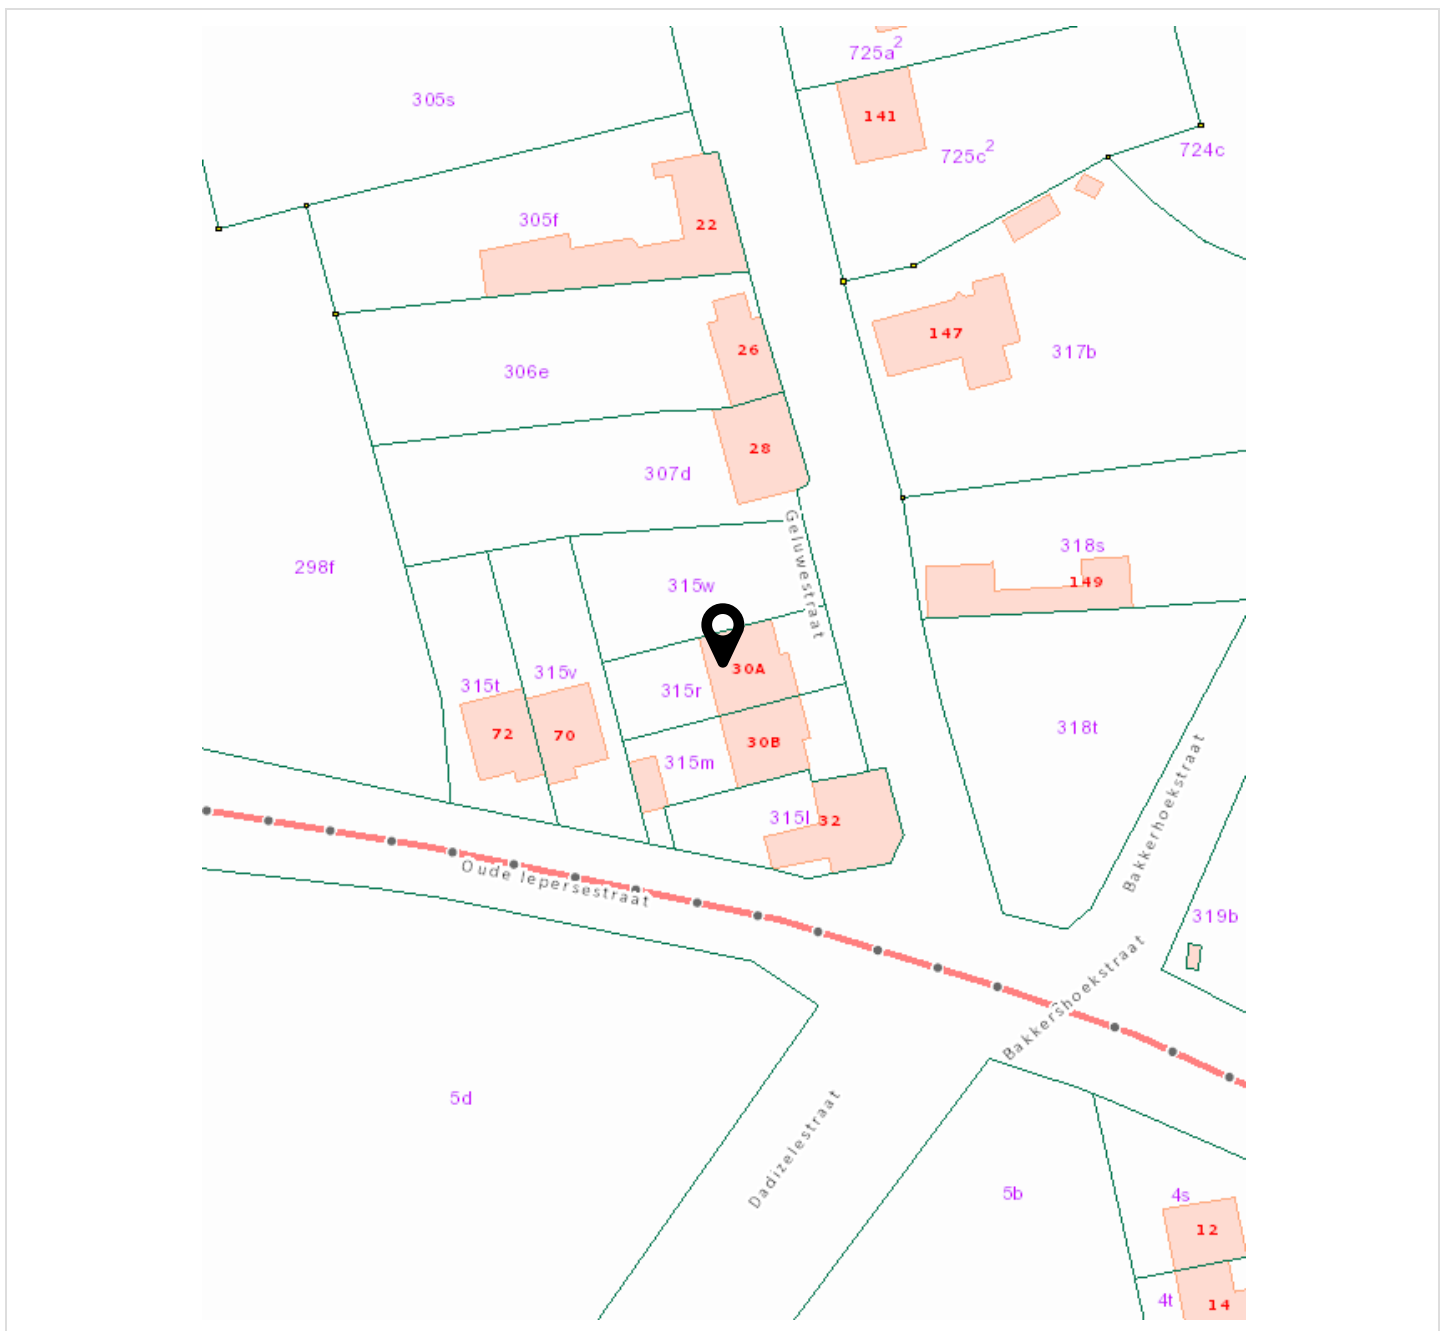 725a²
305s
141
725c²
724c
305f
22
147
26
317b
306e
28
307d
Geluwestraat
318s
298f
149
315w
30A
315v
315t
315r
318t
72
70
30B
315m
Bakkerhoekstraat
315l
32
Oude Iepersestraat
319b
Bakkershoekstraat
5d
Dadizelestraat
5b
4s
12
4t
14